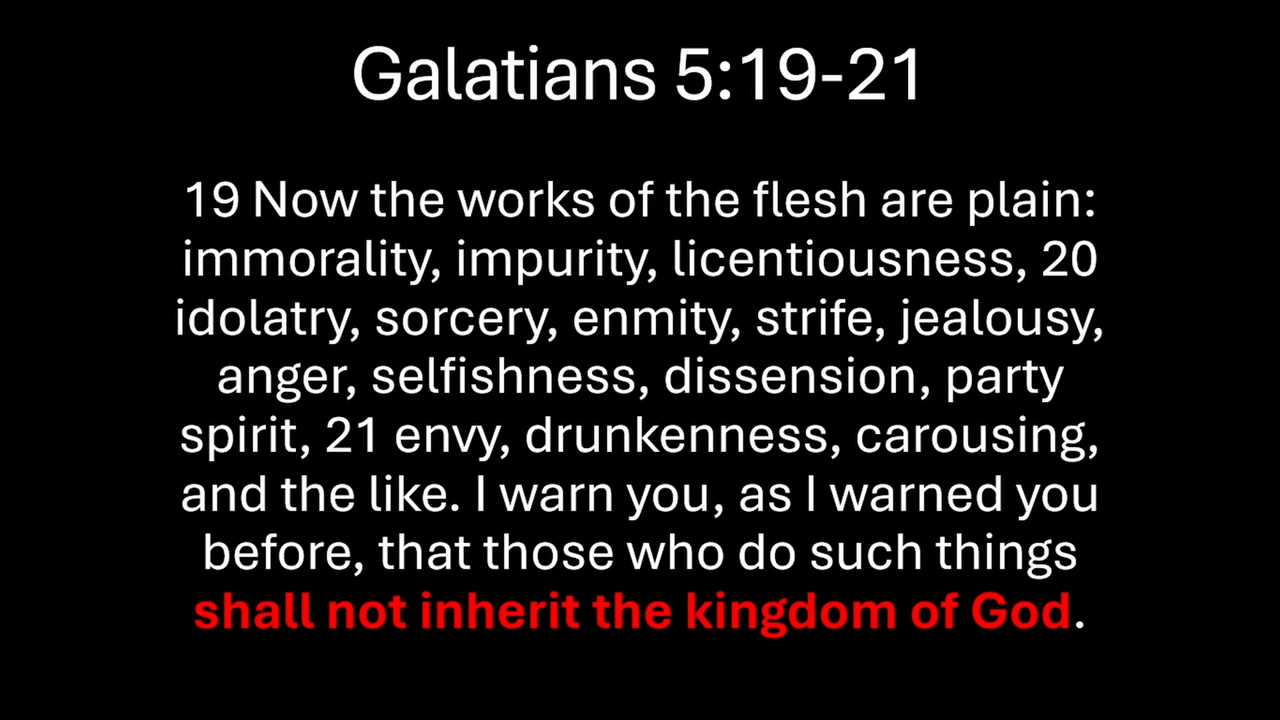 Galatians 5:19-21
19 Now the works of the flesh are plain:
immorality, impurity, licentiousness, 20
idolatry, sorcery, enmity, strife, jealousy,
anger, selfishness, dissension, party
spirit, 21 envy, drunkenness, carousing,
and the like. I warn you, as I warned you
before, that those who do such things
shall not inherit the kingdom of God.